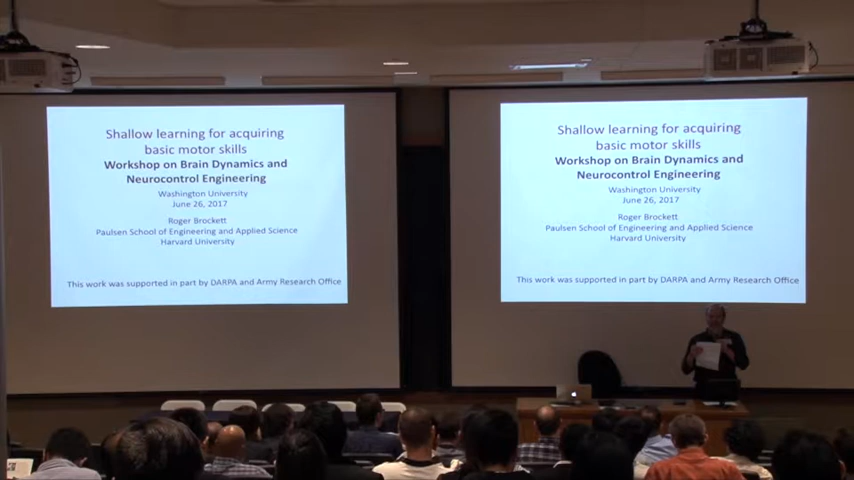 Shallow learning for acquiring
basic motor skills
Workshop on Brain Dynamics and
Neurocontrol Engineering
Washington University
June 26, 2017
Roger Brockett
Paulsen School of Engineering and Applied Science
Harvard University
This work was supported in part by DARPA and Army Research Office
Shallow learning for acquiring
basic motor skills
Workshop on Brain Dynamics and
Neurocontrol Engineering
Washington University
June 26, 2017
Roger Brockett
Paulsen School of Engineering and Applied Science
Harvard University
This work was supported in part by DARPA and Army Research Office